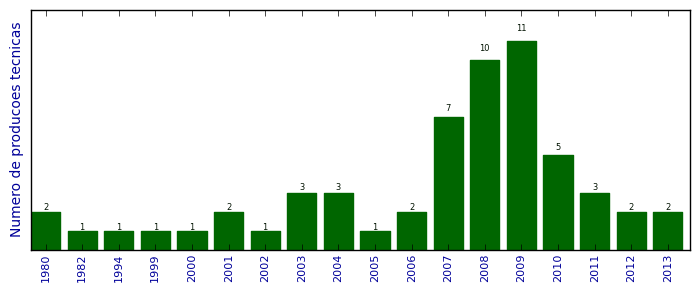 Numero de producoes tecnicas
2 1 1 1 1 2 1 3 3 1 2 7 10 11 5 3 2 2
1980 1982 1994 1999 2000 2001 2002 2003 2004 2005 2006 2007 2008 2009 2010 2011 2012 2013